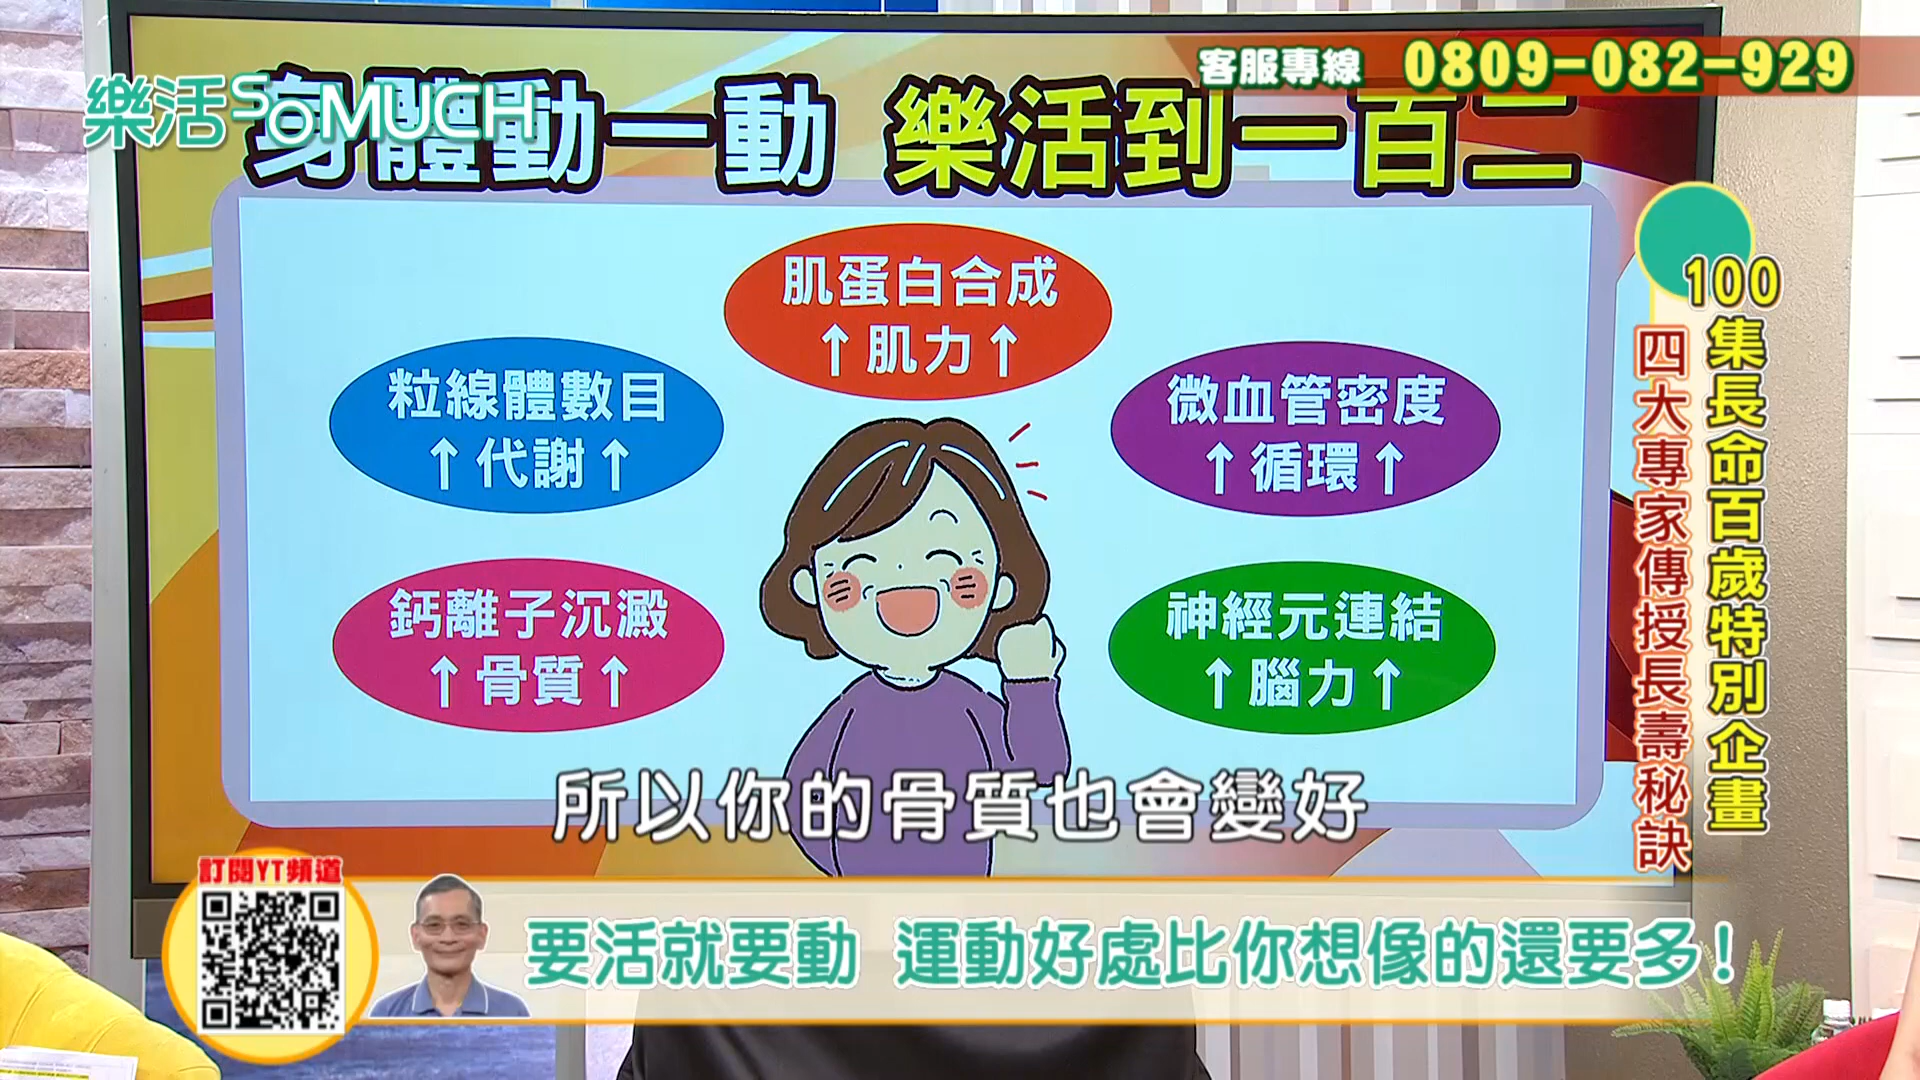 樂活SOMUCH
客服專線 0809-082-929
身體動一動 樂活到一百二
肌蛋白合成
↑肌力↑
粒線體數目
↑代謝↑
微血管密度
↑循環↑
鈣離子沉澱
↑骨質↑
神經元連結
↑腦力↑
100集長命百歲特別企畫
四大專家傳授長壽秘訣
所以你的骨質也會變好
訂閱YT頻道
要活就要動 運動好處比你想像的還要多!